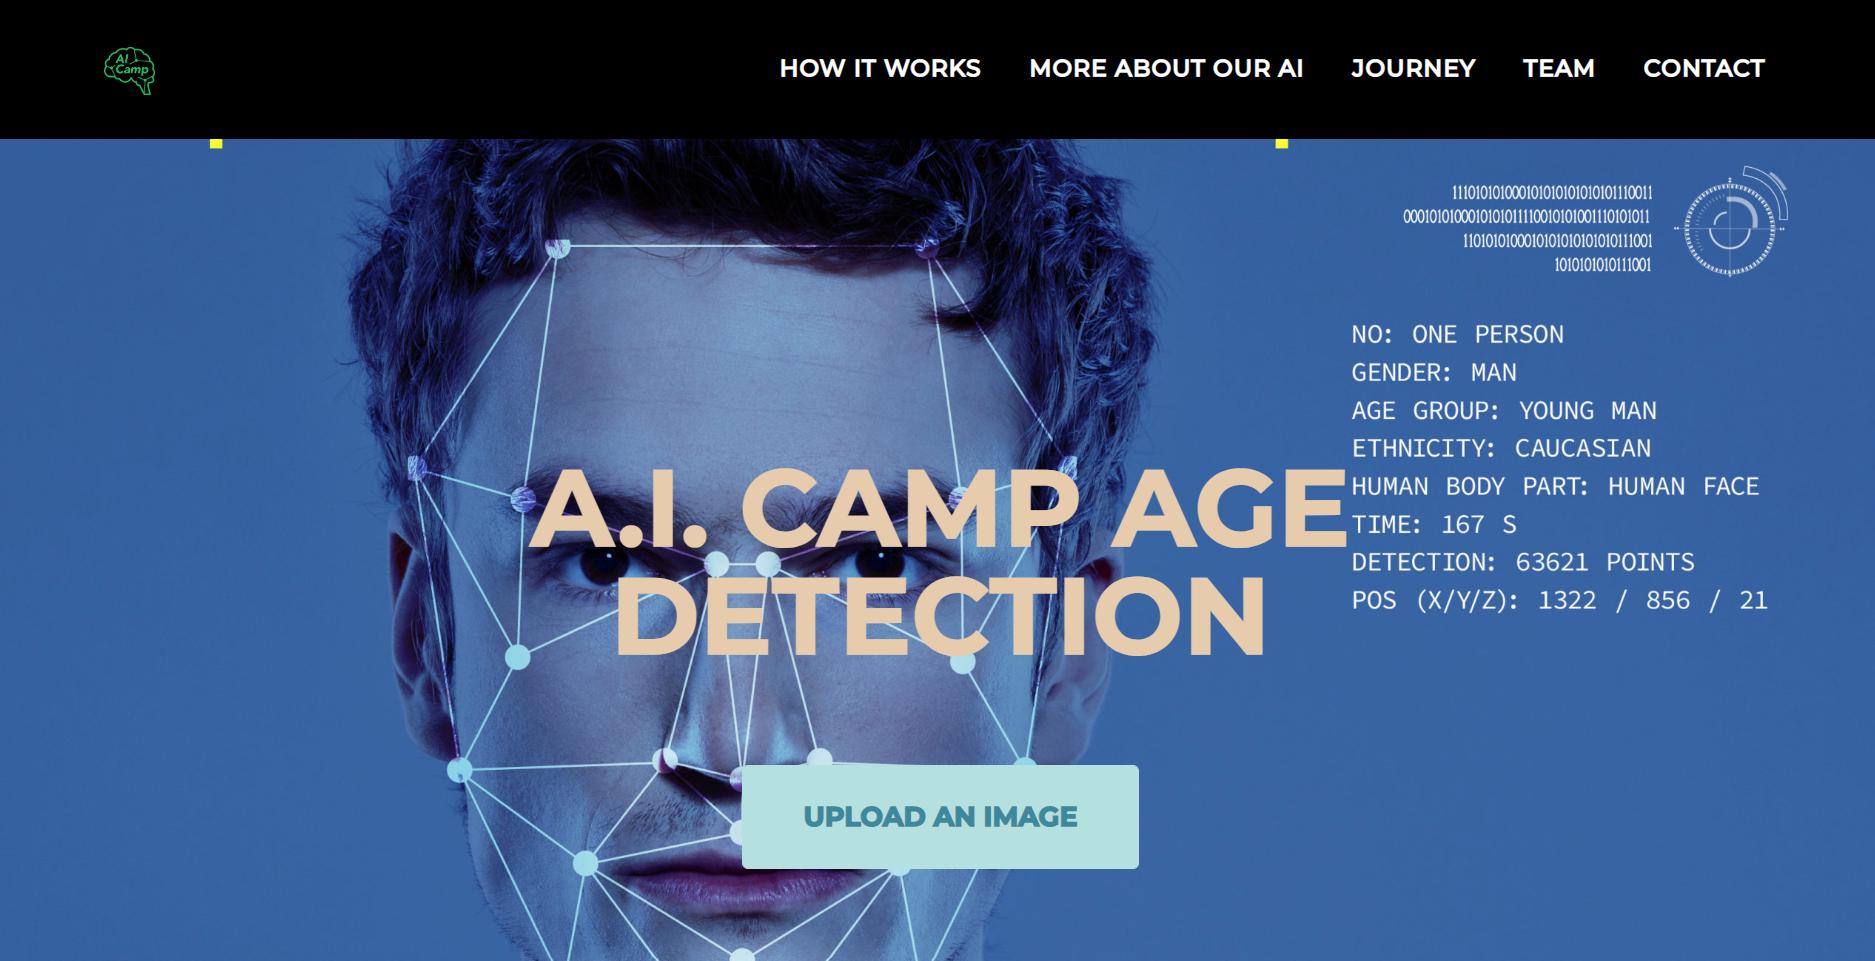 AI
Camp
HOW IT WORKS
MORE ABOUT OUR AI
JOURNEY
TEAM
CONTACT
111010101000101010101010101110011
0001010100010101011110010101001110101011
1101010100010101010101010111001
1010101010111001
NO: ONE PERSON
GENDER: MAN
AGE GROUP: YOUNG MAN
ETHNICITY: CAUCASIAN
HUMAN BODY PART: HUMAN FACE
TIME: 167 S
DETECTION: 63621 POINTS
POS (X/Y/Z): 1322 / 856 / 21
A.I. CAMP AGE
DETECTION
UPLOAD AN IMAGE